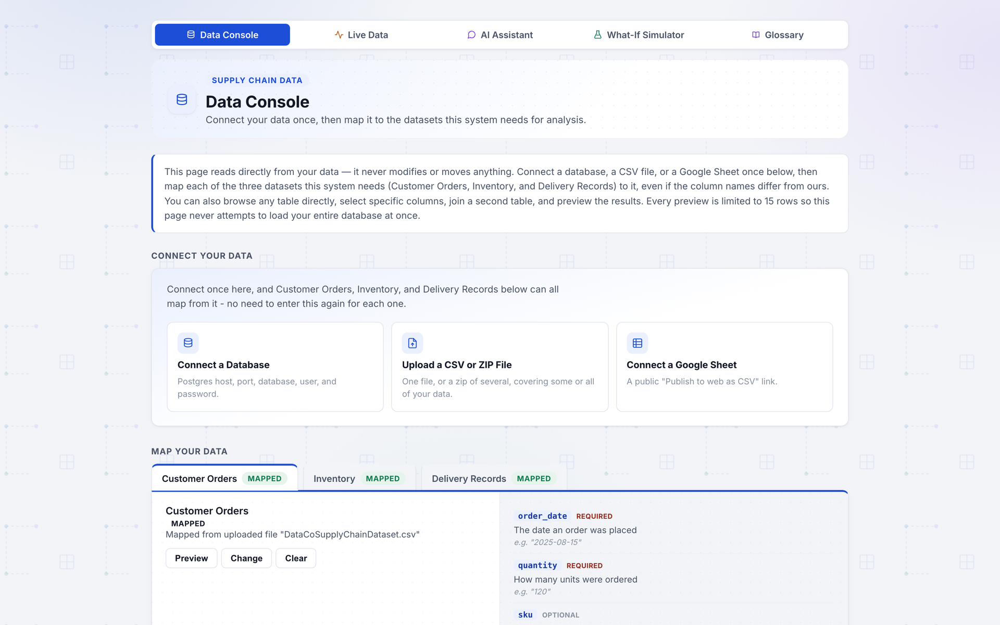 Data Console
Live Data
AI Assistant
What-If Simulator
Glossary
SUPPLY CHAIN DATA
Data Console
Connect your data once, then map it to the datasets this system needs for analysis.
This page reads directly from your data — it never modifies or moves anything. Connect a database, a CSV file, or a Google Sheet once below, then
map each of the three datasets this system needs (Customer Orders, Inventory, and Delivery Records) to it, even if the column names differ from ours.
You can also browse any table directly, select specific columns, join a second table, and preview the results. Every preview is limited to 15 rows so this
page never attempts to load your entire database at once.
CONNECT YOUR DATA
Connect once here, and Customer Orders, Inventory, and Delivery Records below can all
map from it - no need to enter this again for each one.
Connect a Database
Postgres host, port, database, user, and
password.
Upload a CSV or ZIP File
One file, or a zip of several, covering some or all
of your data.
Connect a Google Sheet
A public "Publish to web as CSV" link.
MAP YOUR DATA
Customer Orders MAPPED
Inventory MAPPED
Delivery Records MAPPED
Customer Orders
MAPPED
Mapped from uploaded file "DataCoSupplyChainDataset.csv"
Preview
Change
Clear
order_date REQUIRED
The date an order was placed
e.g. "2025-08-15"
quantity REQUIRED
How many units were ordered
e.g. "120"
sku OPTIONAL